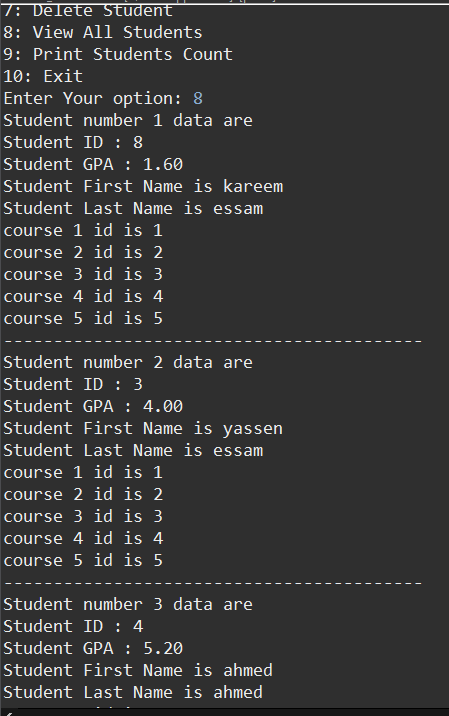 7: Delete Student
8: View All Students
9: Print Students Count
10: Exit
Enter Your option: 8
Student number 1 data are
Student ID : 8
Student GPA : 1.60
Student First Name is kareem
Student Last Name is essam
course 1 id is 1
course 2 id is 2
course 3 id is 3
course 4 id is 4
course 5 id is 5
------------------------------------------
Student number 2 data are
Student ID : 3
Student GPA : 4.00
Student First Name is yassen
Student Last Name is essam
course 1 id is 1
course 2 id is 2
course 3 id is 3
course 4 id is 4
course 5 id is 5
------------------------------------------
Student number 3 data are
Student ID : 4
Student GPA : 5.20
Student First Name is ahmed
Student Last Name is ahmed